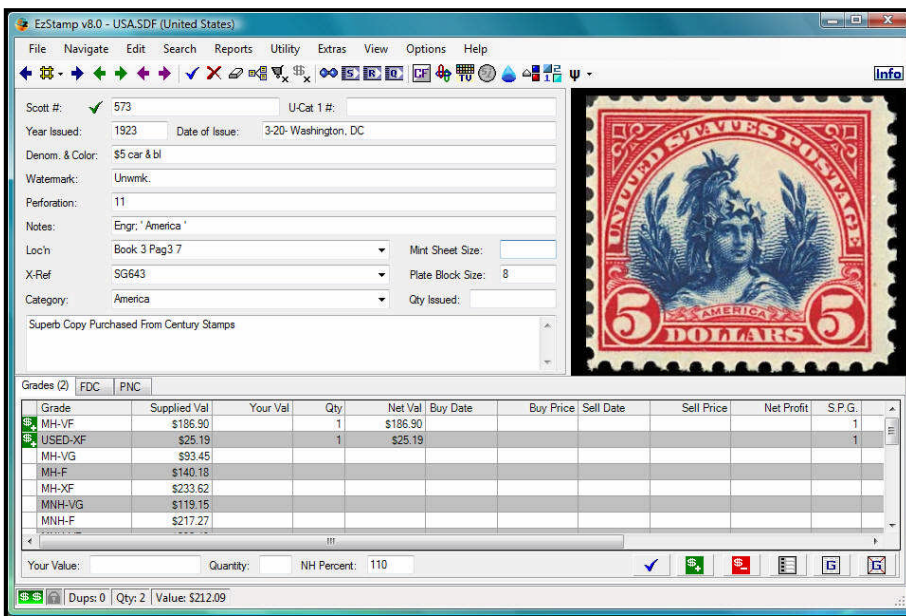 EzStamp v8.0 - USA.SDF (United States)
File Navigate Edit Search Reports Utility Extras View Options Help
S R Q CF Info
Scott #: 573 U-Cat 1 #:
Year Issued: 1923 Date of Issue: 3-20- Washington, DC
Denom. & Color: $5 car & bl
Watermark: Unwmk.
Perforation: 11
Notes: Engr; ' America '
Loc'n Book 3 Pag3 7 Mint Sheet Size:
X-Ref SG643 Plate Block Size: 8
Category: America Qty Issued:
Superb Copy Purchased From Century Stamps
UNITED STATES POSTAGE
AMERICA
5 DOLLARS 5
Grades (2) FDC PNC
Grade Supplied Val Your Val Qty Net Val Buy Date Buy Price Sell Date Sell Price Net Profit S.P.G.
MH-VF $186.90 1 $186.90 1
USED-XF $25.19 1 $25.19 1
MH-VG $93.45
MH-F $140.18
MH-XF $233.62
MNH-VG $119.15
MNH-F $217.27
Your Value: Quantity: NH Percent: 110
$ $ G G
$$ Dups: 0 Qty: 2 Value: $212.09